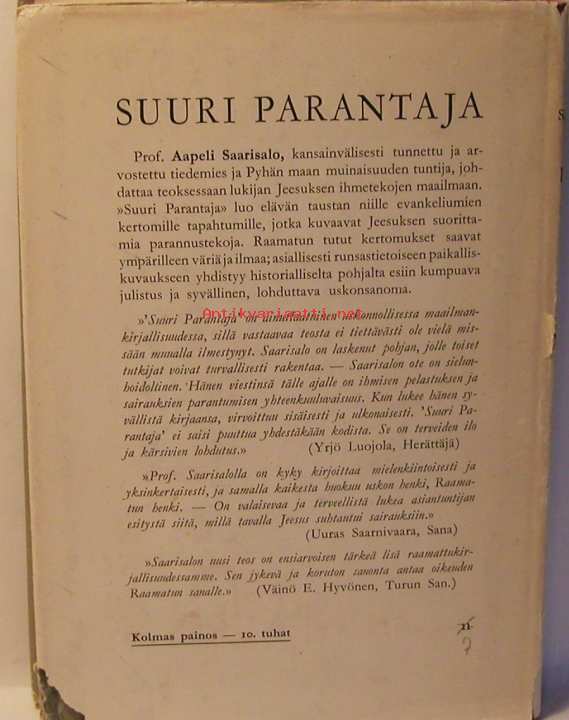 SUURI PARANTAJA
Prof. Aapeli Saarisalo, kansainvälisesti tunnettu ja ar-
vostettu tiedemies ja Pyhän maan muinaisuuden tuntija, joh-
dattaa teoksessaan lukijan Jeesuksen ihmetekojen maailmaan.
»Suuri Parantaja» luo elävän taustan niille evankeliumien
kertomille tapahtumille, jotka kuvaavat Jeesuksen suoritta-
mia parannustekoja. Raamatun tutut kertomukset saavat
ympärilleen väriä ja ilmaa; asiallisesti runsastietoiseen paikallis-
kuvaukseen yhdistyy historialliselta pohjalta esiin kumpuava
julistus ja syvällinen, lohduttava uskonsanoma.
Antikvariaatti.net
»'Suuri Parantaja' on ainutlaatuinen uskonnollisessa maailman-
kirjallisuudessa, sillä vastaavaa teosta ei tiettävästi ole vielä mis-
sään muualla ilmestynyt. Saarisalo on laskenut pohjan, jolle toiset
tutkijat voivat turvallisesti rakentaa. — Saarisalon ote on sielun-
hoidollinen. 'Hänen viestinsä tälle ajalle on ihmisen pelastuksen ja
sairauksien parantumisen yhteenkuuluvaisuus. Kun lukee hänen sy-
vällistä kirjaansa, virvoittuu sisäisesti ja ulkonaisesti. 'Suuri Pa-
rantaja' ei saisi puuttua yhdestäkään kodista. Se on terveiden ilo
ja kärsivien lohdutus.» (Yrjö Luojola, Herättäjä)
»Prof. Saarisalolla on kyky kirjoittaa mielenkiintoisesti ja
yksinkertaisesti, ja samalla kaikesta huokuu uskon henki, Raama-
tun henki. — On valaisevaa ja terveellistä lukea asiantuntijan
esitystä siitä, millä tavalla Jeesus suhtautui sairauksiin.»
(Uuras Saarnivaara, Sana)
»Saarisalon uusi teos on ensiarvoisen tärkeä lisä raamattukir-
jallisuudessamme. Sen jykevä ja koruton sanonta antaa oikeuden
Raamatun sanalle.» (Väinö E. Hyvönen, Turun San.)
Kolmas painos — 10. tuhat